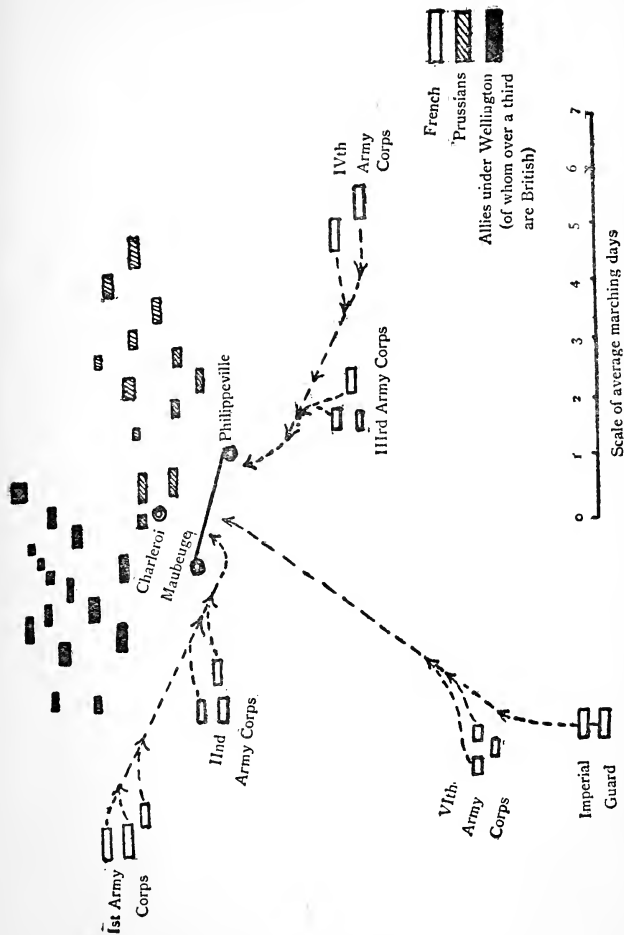 Ist Army
Corps
IInd
Army Corps
Maubeuge
Charleroi
Philippeville
IIIrd Army Corps
IVth
Army
Corps
VIth.
Army
Corps
Imperial
Guard
French
Prussians
Allies under Wellington
(of whom over a third
are British)
0 1 2 3 4 5 6 7
Scale of average marching days